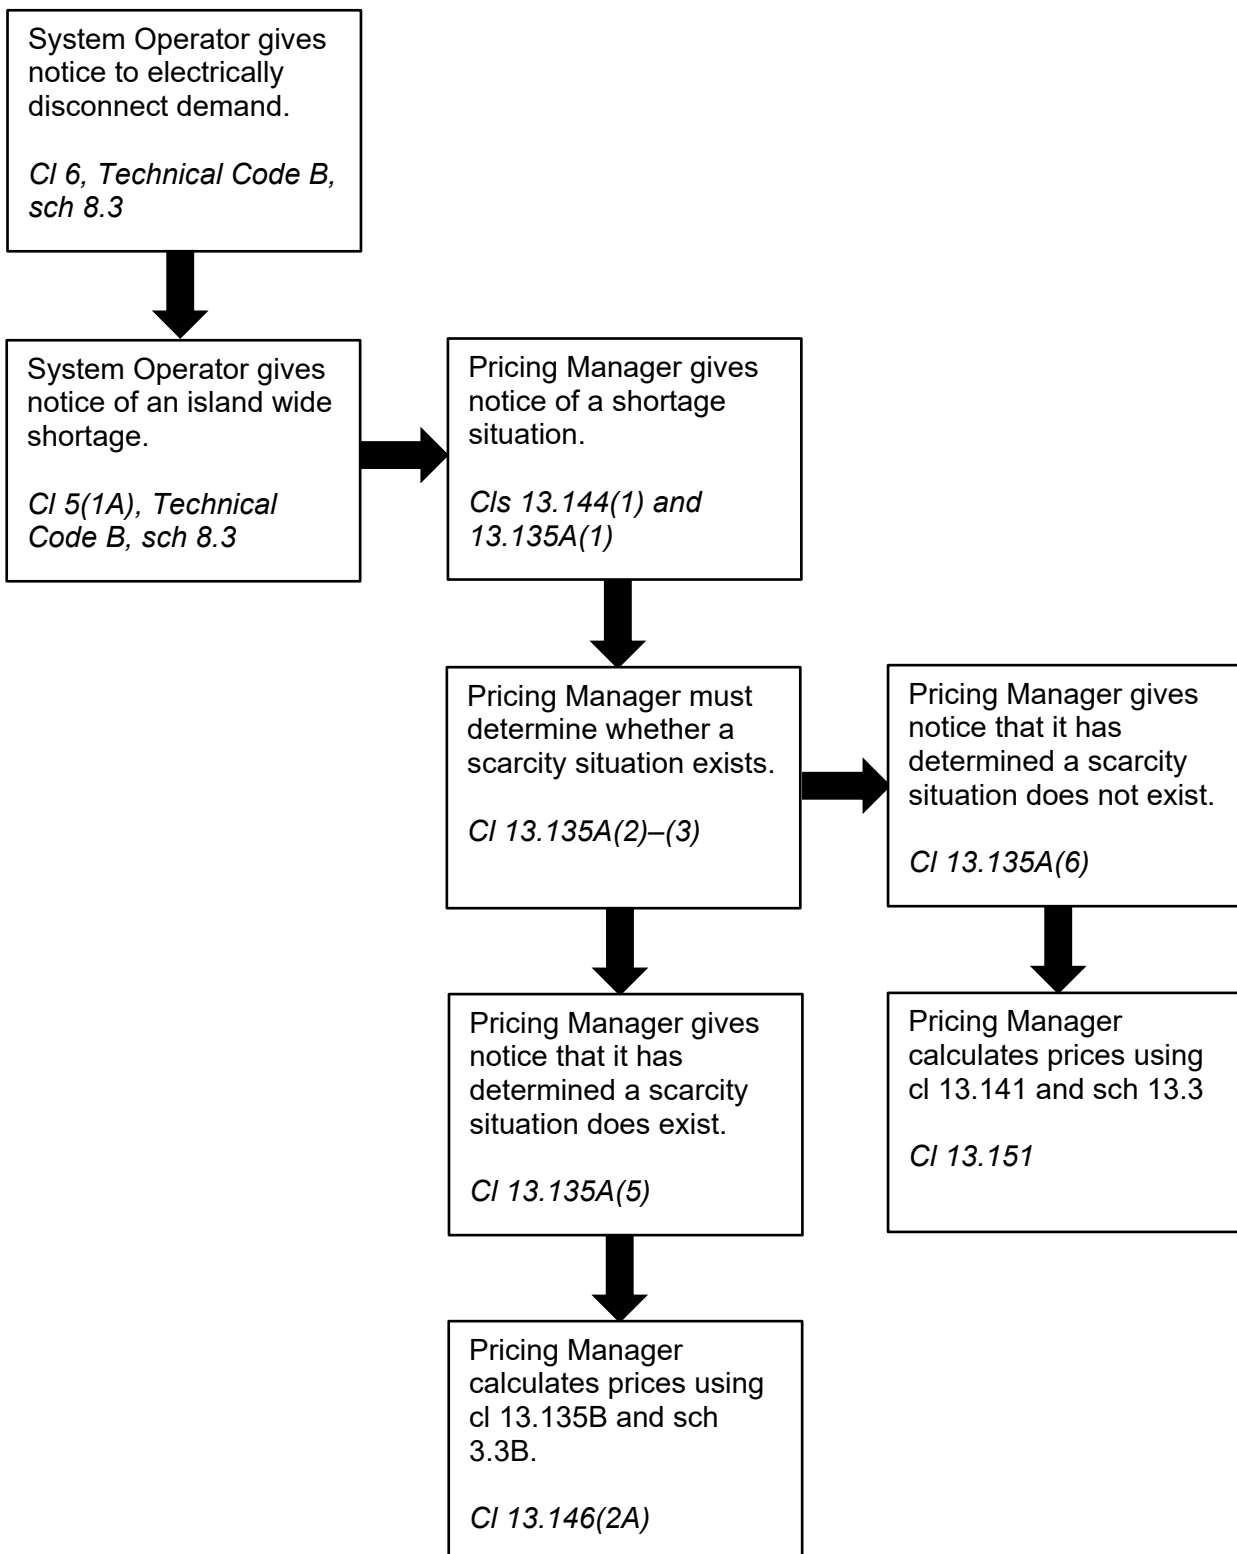 System Operator gives
notice to electrically
disconnect demand.
Cl 6, Technical Code B,
sch 8.3
System Operator gives
notice of an island wide
shortage.
Cl 5(1A), Technical
Code B, sch 8.3
Pricing Manager gives
notice of a shortage
situation.
Cls 13.144(1) and
13.135A(1)
Pricing Manager must
determine whether a
scarcity situation exists.
Cl 13.135A(2)–(3)
Pricing Manager gives
notice that it has
determined a scarcity
situation does not exist.
Cl 13.135A(6)
Pricing Manager gives
notice that it has
determined a scarcity
situation does exist.
Cl 13.135A(5)
Pricing Manager
calculates prices using
cl 13.141 and sch 13.3
Cl 13.151
Pricing Manager
calculates prices using
cl 13.135B and sch
3.3B.
Cl 13.146(2A)